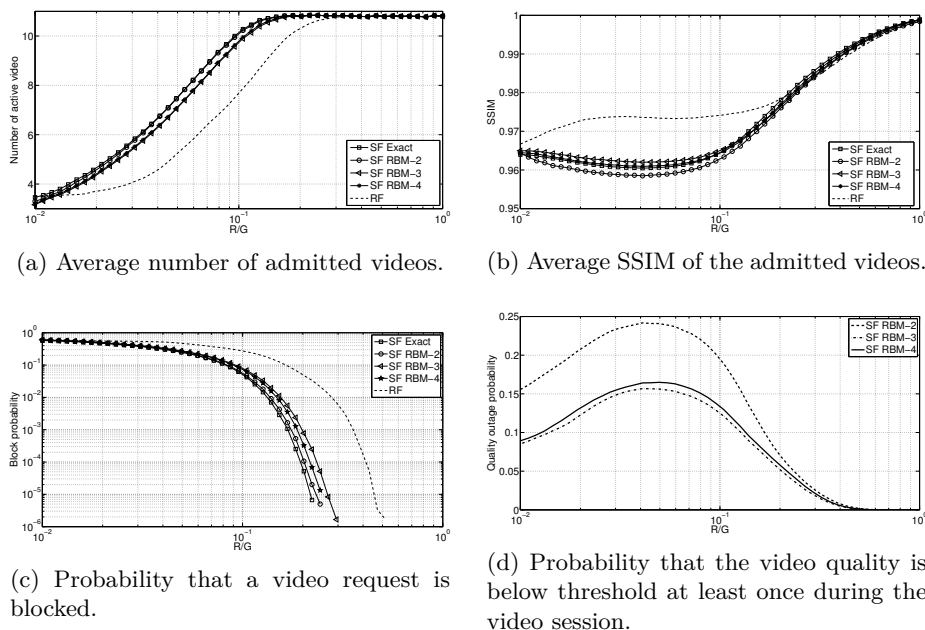 10
8
6
4
Number of active video
10^-2
10^-1
10^0
R/G
SF Exact
SF RBM-2
SF RBM-3
SF RBM-4
RF
(a) Average number of admitted videos.
1
0.99
0.98
0.97
0.96
0.95
SSIM
10^-2
10^-1
10^0
R/G
SF Exact
SF RBM-2
SF RBM-3
SF RBM-4
RF
(b) Average SSIM of the admitted videos.
10^0
10^-1
10^-2
10^-3
10^-4
10^-5
10^-6
Block probability
10^-2
10^-1
10^0
R/G
SF Exact
SF RBM-2
SF RBM-3
SF RBM-4
RF
(c) Probability that a video request is
blocked.
0.25
0.2
0.15
0.1
0.05
0
Quality outage probability
10^-2
10^-1
10^0
R/G
SF RBM-2
SF RBM-3
SF RBM-4
(d) Probability that the video quality is
below threshold at least once during the
video session.